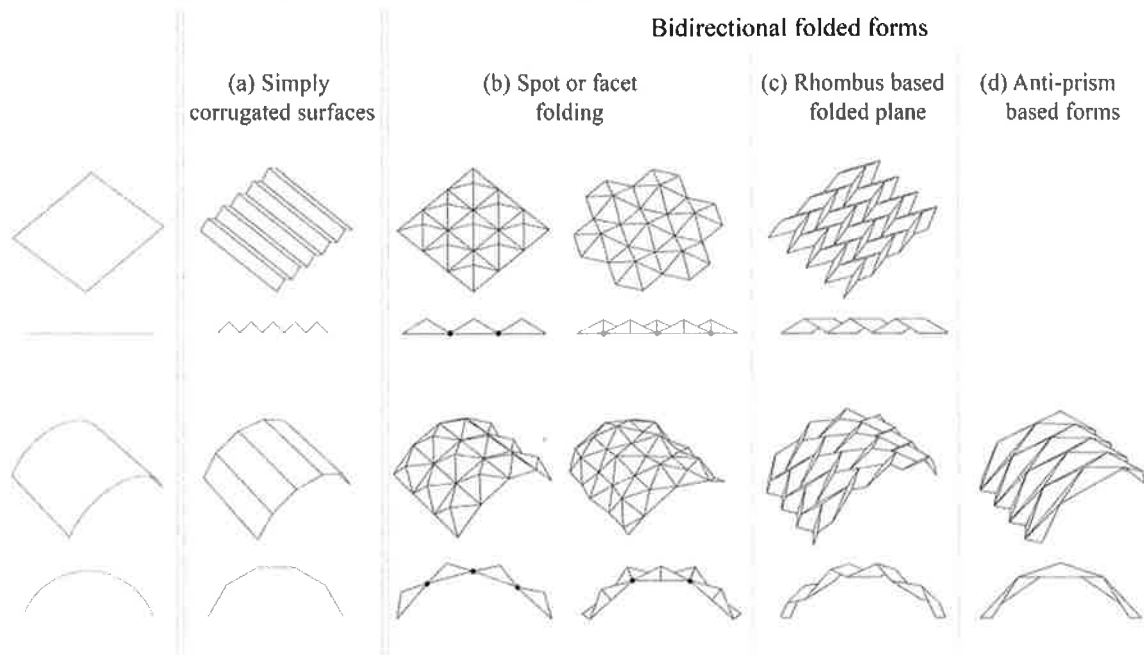 Bidirectional folded forms
(a) Simply
corrugated surfaces
(b) Spot or facet
folding
(c) Rhombus based
folded plane
(d) Anti-prism
based forms